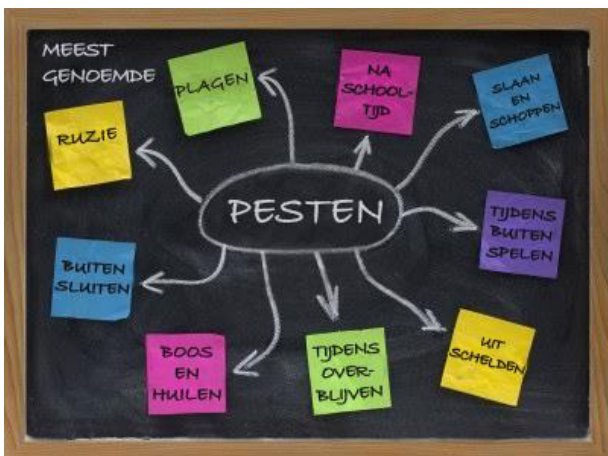 MEEST
GENOEMDE
PLAGEN
NA
SCHOOL-
TIJD
SLAAN
EN
SCHOPPEN
RUZIE
PESTEN
TIJDENS
BUITEN
SPELEN
BUITEN
SLUITEN
BOOS
EN
HUILEN
TIJDENS
OVER-
BLIJVEN
UIT
SCHELDEN